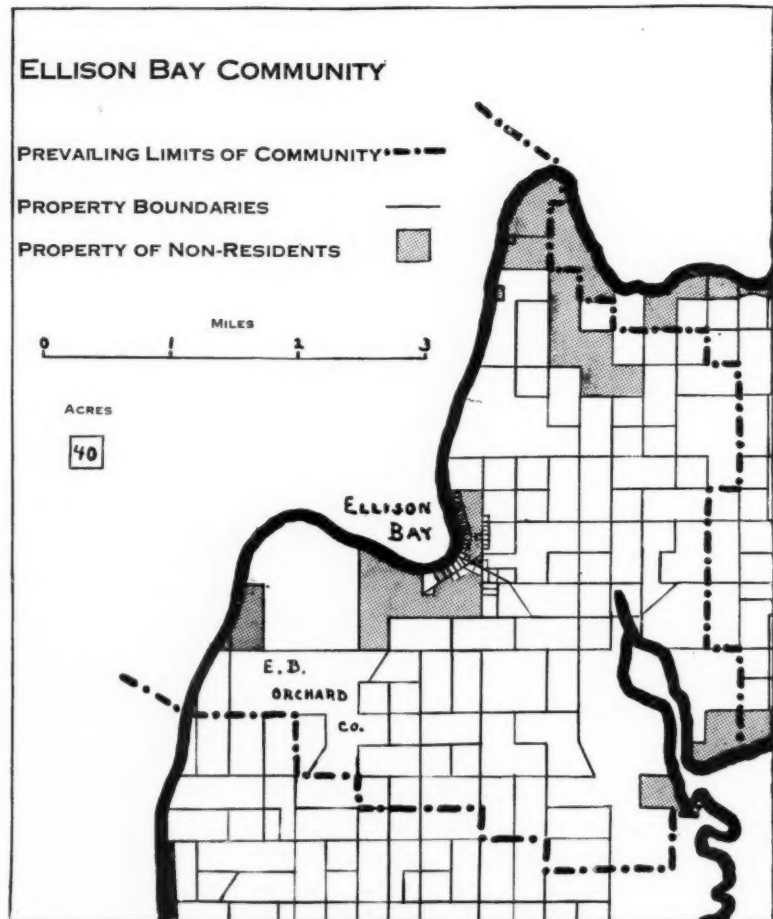 ELLISON BAY COMMUNITY
PREVAILING LIMITS OF COMMUNITY
PROPERTY BOUNDARIES
PROPERTY OF NON-RESIDENTS
MILES
0 1 2 3
ACRES
40
ELLISON
BAY
E. B.
ORCHARD
CO.